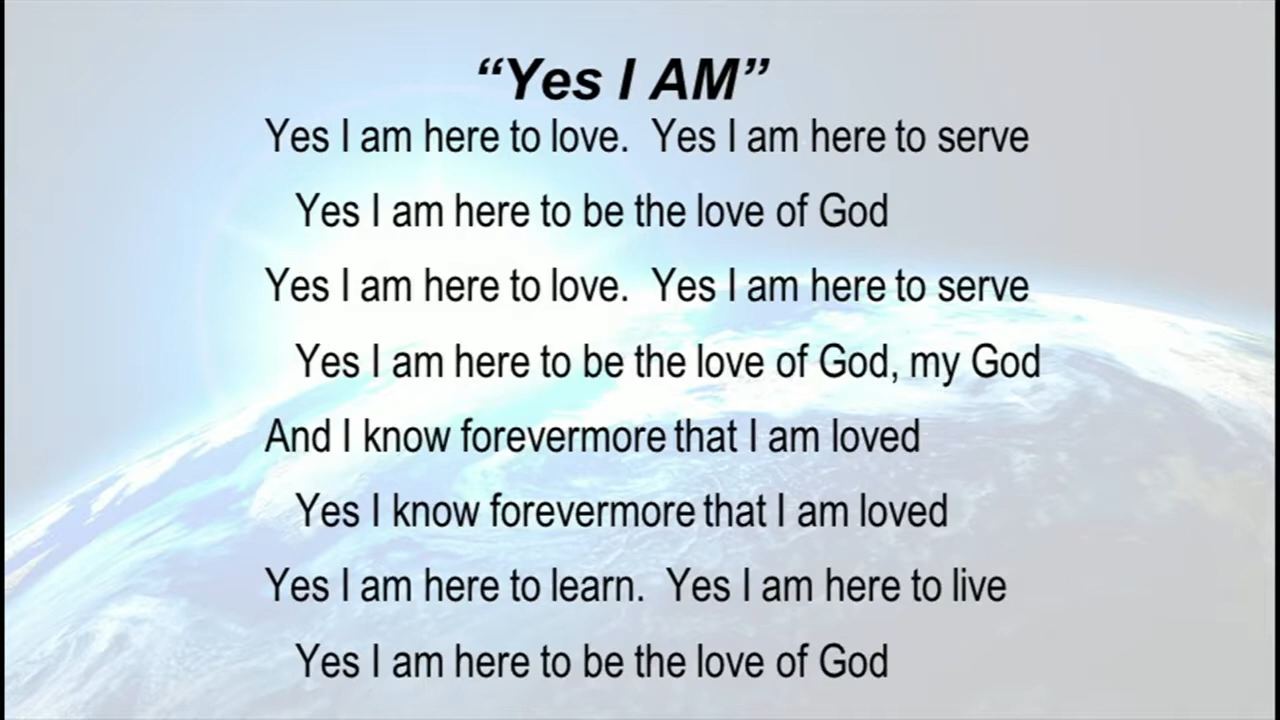 “Yes I AM”
Yes I am here to love.  Yes I am here to serve
Yes I am here to be the love of God
Yes I am here to love.  Yes I am here to serve
Yes I am here to be the love of God, my God
And I know forevermore that I am loved
Yes I know forevermore that I am loved
Yes I am here to learn.  Yes I am here to live
Yes I am here to be the love of God